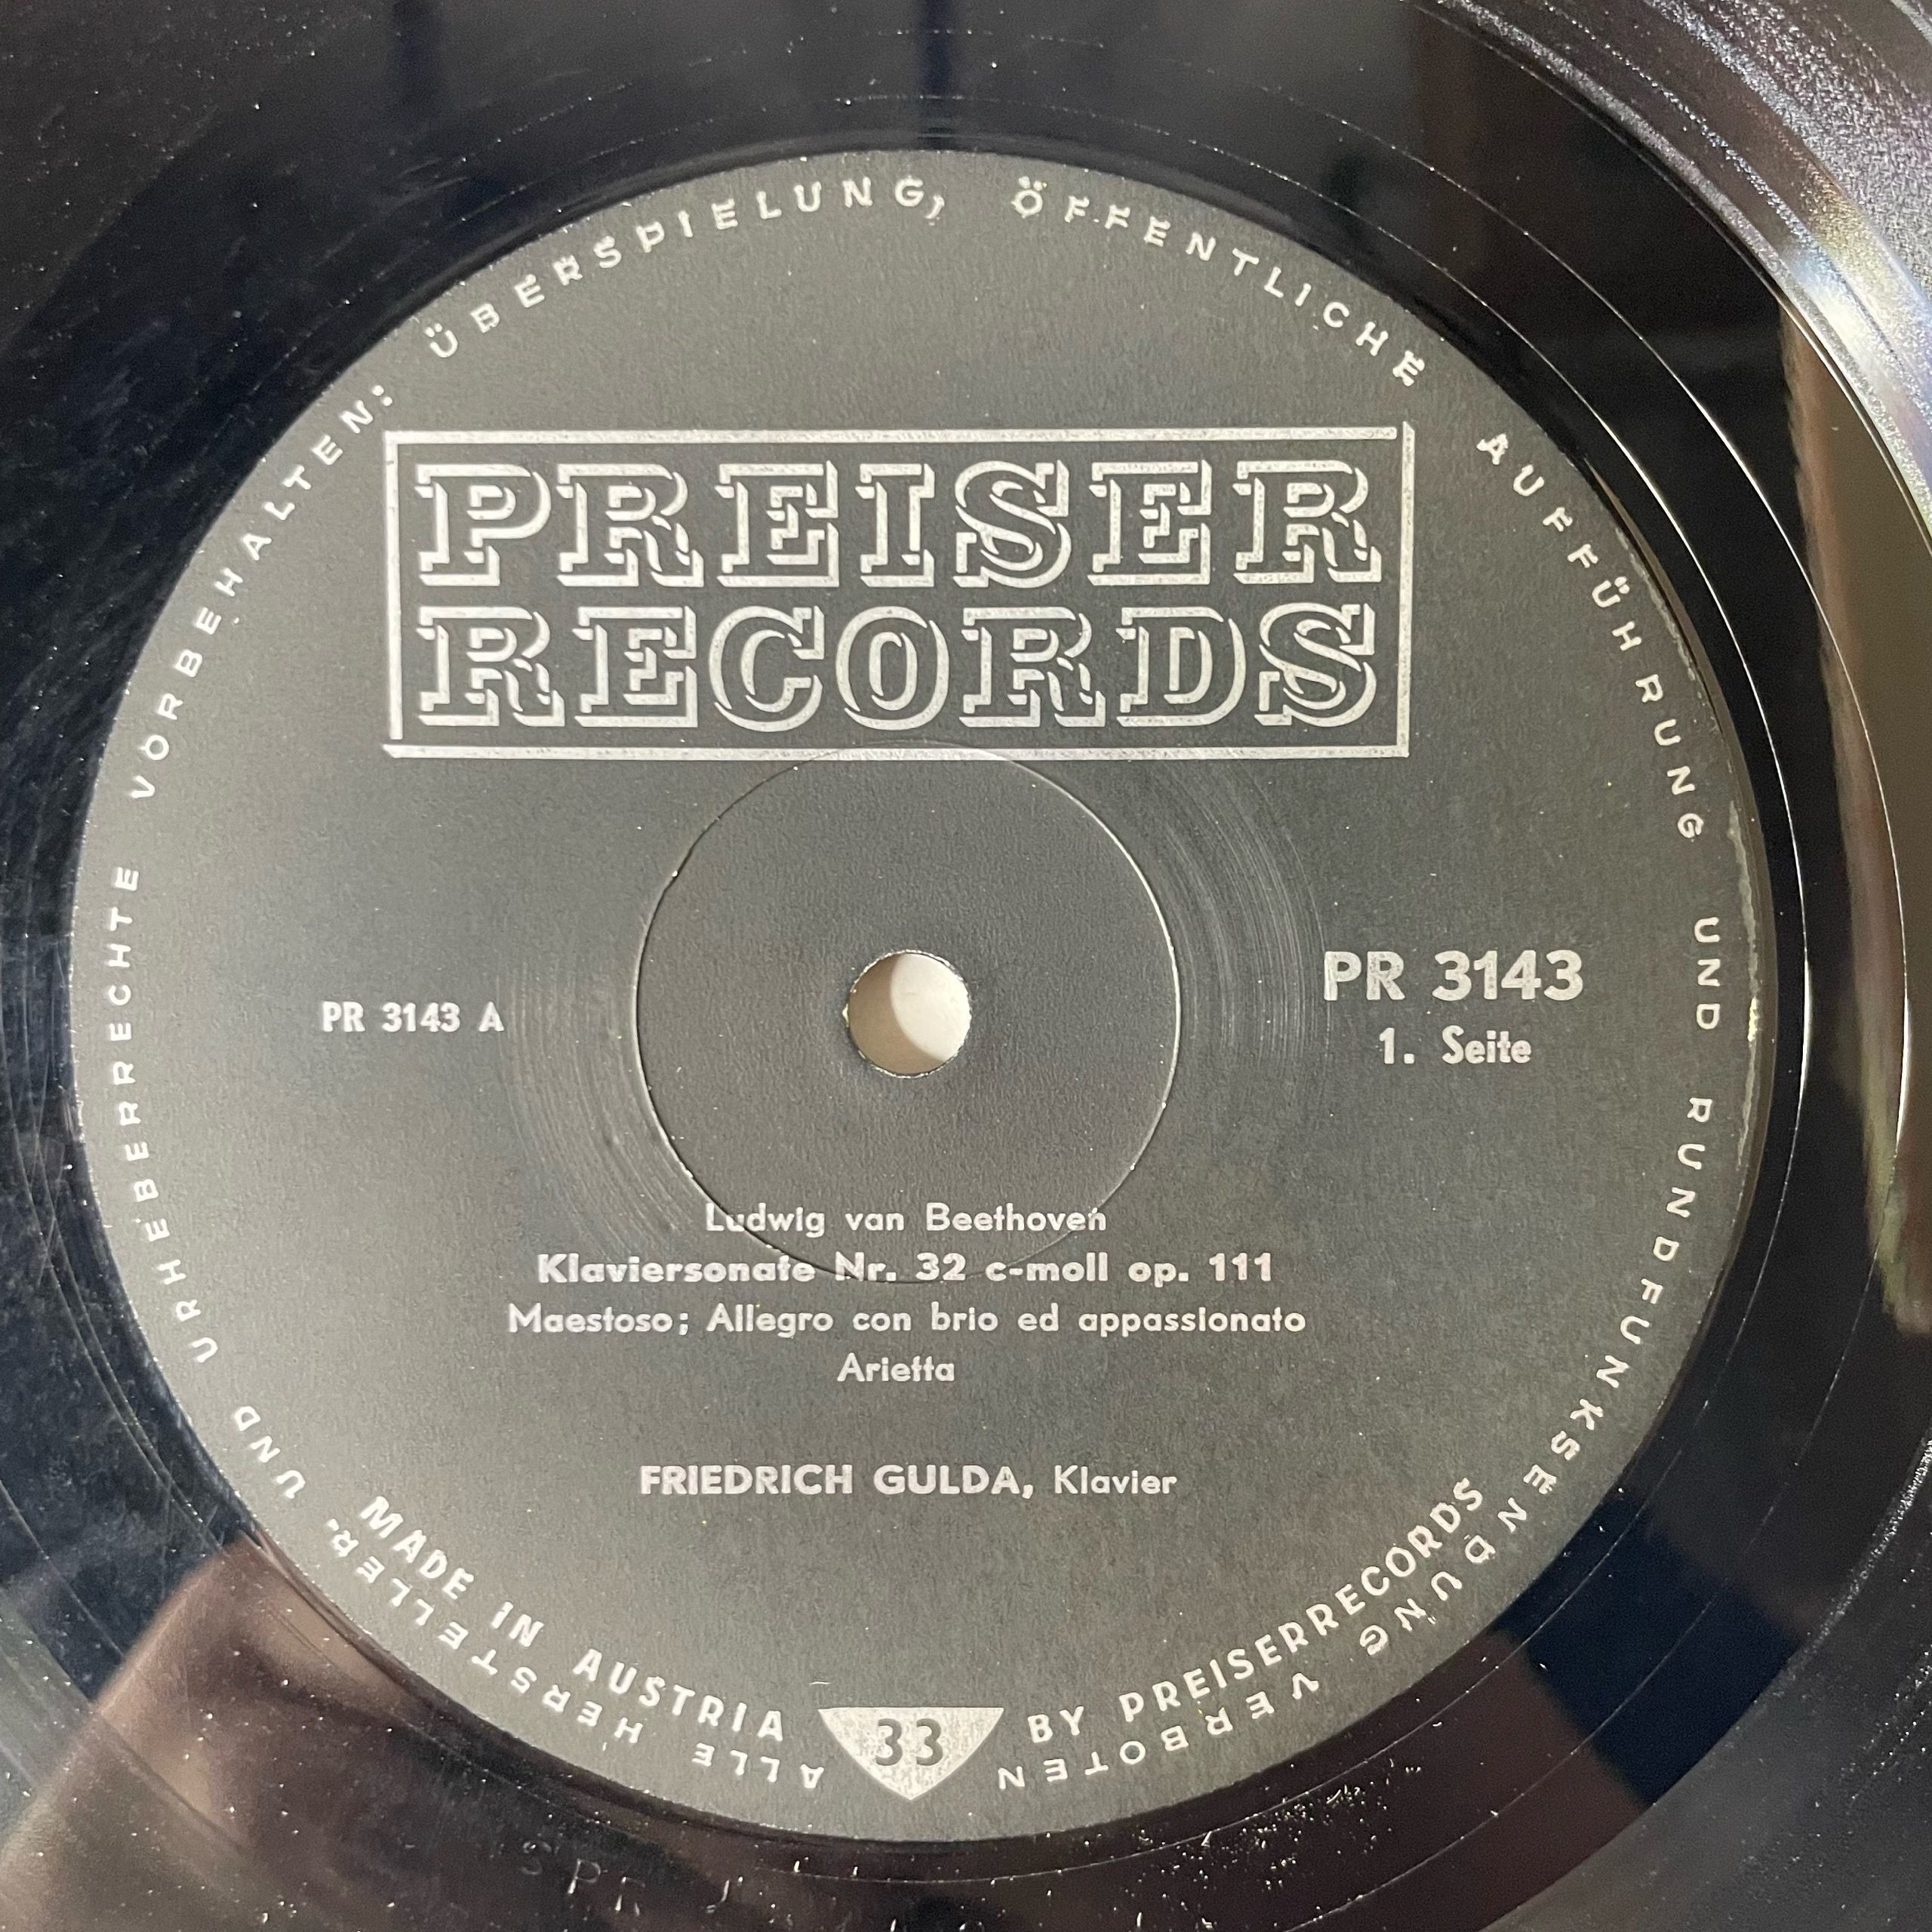 ALLE HERSTELLER- UND URHEBERRECHTE VORBEHALTEN: ÜBERSPIELUNG, ÖFFENTLICHE AUFFÜHRUNG UND RUNDFUNKSENDUNG VERBOTEN
PREISER
RECORDS
PR 3143 A
PR 3143
1. Seite
Ludwig van Beethoven
Klaviersonate Nr. 32 c-moll op. 111
Maestoso; Allegro con brio ed appassionato
Arietta
FRIEDRICH GULDA, Klavier
MADE IN AUSTRIA
33
BY PREISERRECORDS